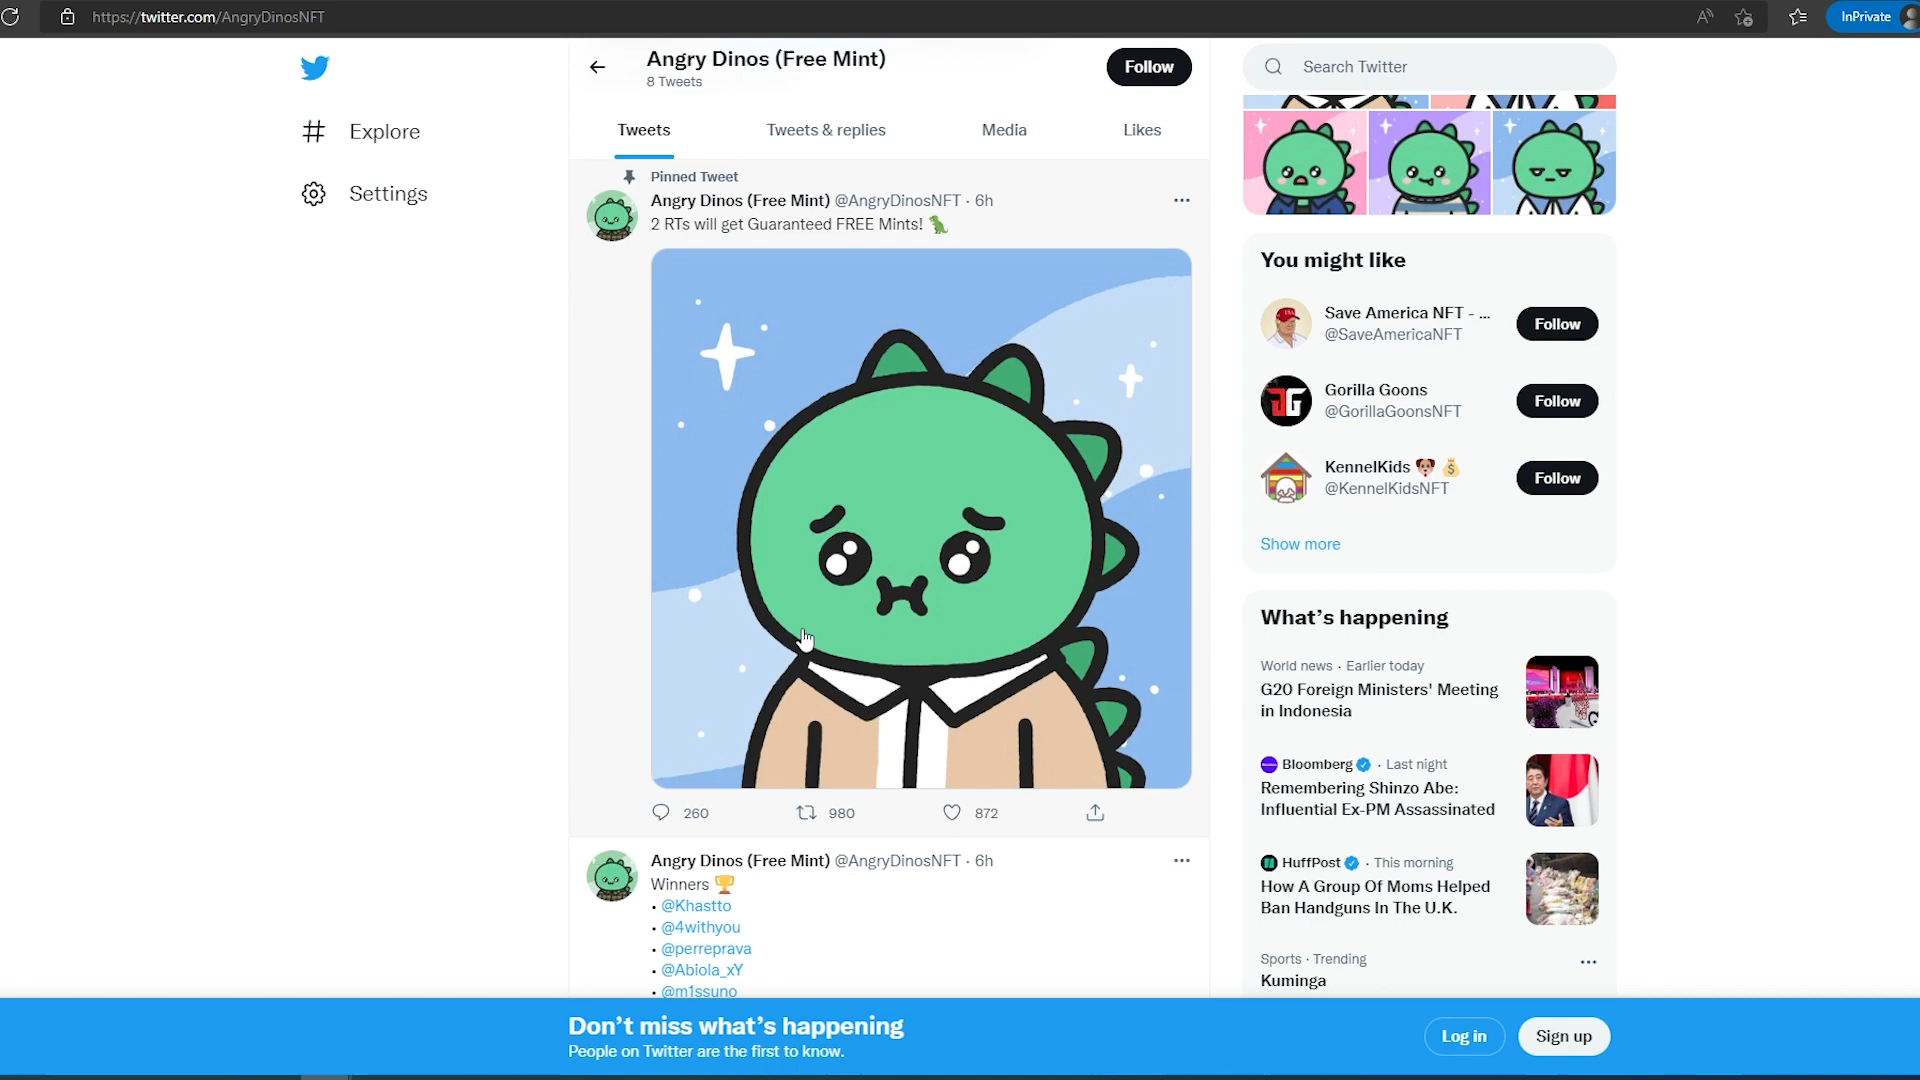 https://twitter.com/AngryDinosNFT
InPrivate
Explore
Settings
Angry Dinos (Free Mint)
8 Tweets
Follow
Tweets
Tweets & replies
Media
Likes
Pinned Tweet
Angry Dinos (Free Mint) @AngryDinosNFT · 6h
2 RTs will get Guaranteed FREE Mints!
260
980
872
Angry Dinos (Free Mint) @AngryDinosNFT · 6h
Winners
• @Khastto
• @4withyou
• @perreprava
• @Abiola_xY
• @m1ssuno
Search Twitter
You might like
Save America NFT - ...
@SaveAmericaNFT
Follow
Gorilla Goons
@GorillaGoonsNFT
Follow
KennelKids
@KennelKidsNFT
Follow
Show more
What's happening
World news · Earlier today
G20 Foreign Ministers' Meeting
in Indonesia
Bloomberg · Last night
Remembering Shinzo Abe:
Influential Ex-PM Assassinated
HuffPost · This morning
How A Group Of Moms Helped
Ban Handguns In The U.K.
Sports · Trending
Kuminga
Don't miss what's happening
People on Twitter are the first to know.
Log in
Sign up